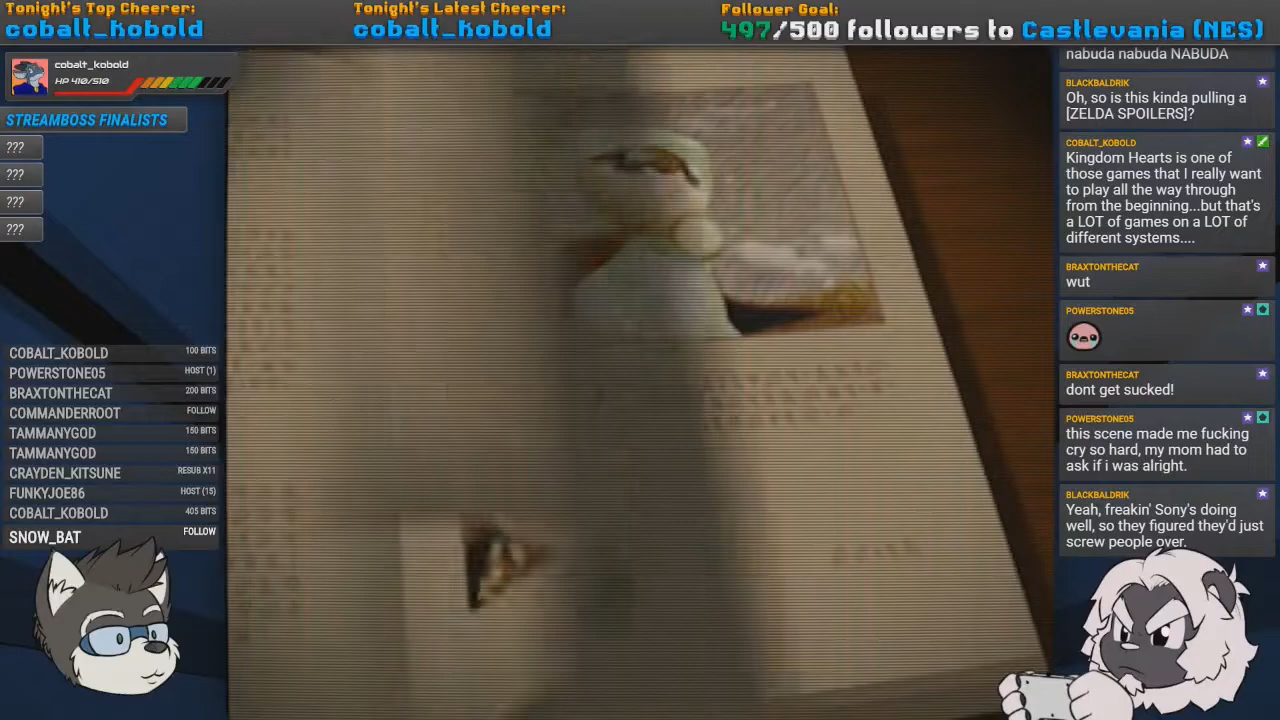 Tonight's Top Cheerer:
cobalt_kobold
Tonight's Latest Cheerer:
cobalt_kobold
Follower Goal:
497/500 followers to Castlevania (NES)
cobalt_kobold
HP 410/510
STREAMBOSS FINALISTS
???
???
???
???
COBALT_KOBOLD 100 BITS
POWERSTONE05 HOST (1)
BRAXTONTHECAT 200 BITS
COMMANDERROOT FOLLOW
TAMMANYGOD 150 BITS
TAMMANYGOD 150 BITS
CRAYDEN_KITSUNE RESUB X11
FUNKYJOE86 HOST (15)
COBALT_KOBOLD 405 BITS
SNOW_BAT FOLLOW
nabuda nabuda NABUDA
BLACKBALDRIK
Oh, so is this kinda pulling a
[ZELDA SPOILERS]?
COBALT_KOBOLD
Kingdom Hearts is one of
those games that I really want
to play all the way through
from the beginning...but that's
a LOT of games on a LOT of
different systems....
BRAXTONTHECAT
wut
POWERSTONE05
BRAXTONTHECAT
dont get sucked!
POWERSTONE05
this scene made me fucking
cry so hard, my mom had to
ask if i was alright.
BLACKBALDRIK
Yeah, freakin' Sony's doing
well, so they figured they'd just
screw people over.